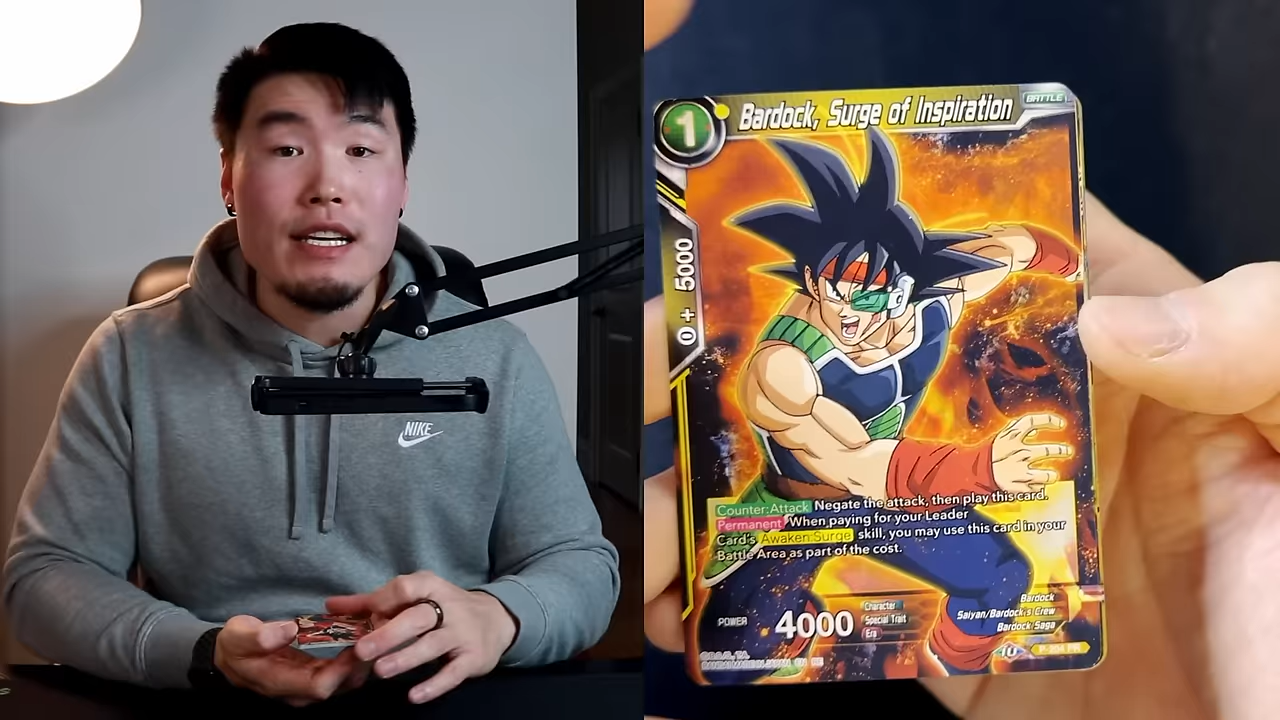 NIKE
1
Bardock, Surge of Inspiration
BATTLE
0 + 5000
Counter:Attack Negate the attack, then play this card.
Permanent When paying for your Leader
Card's Awaken:Surge skill, you may use this card in your
Battle Area as part of the cost.
POWER
4000
Character
Special Trait
Era
Bardock
Saiyan/Bardock's Crew
Bardock Saga
P-204 PR